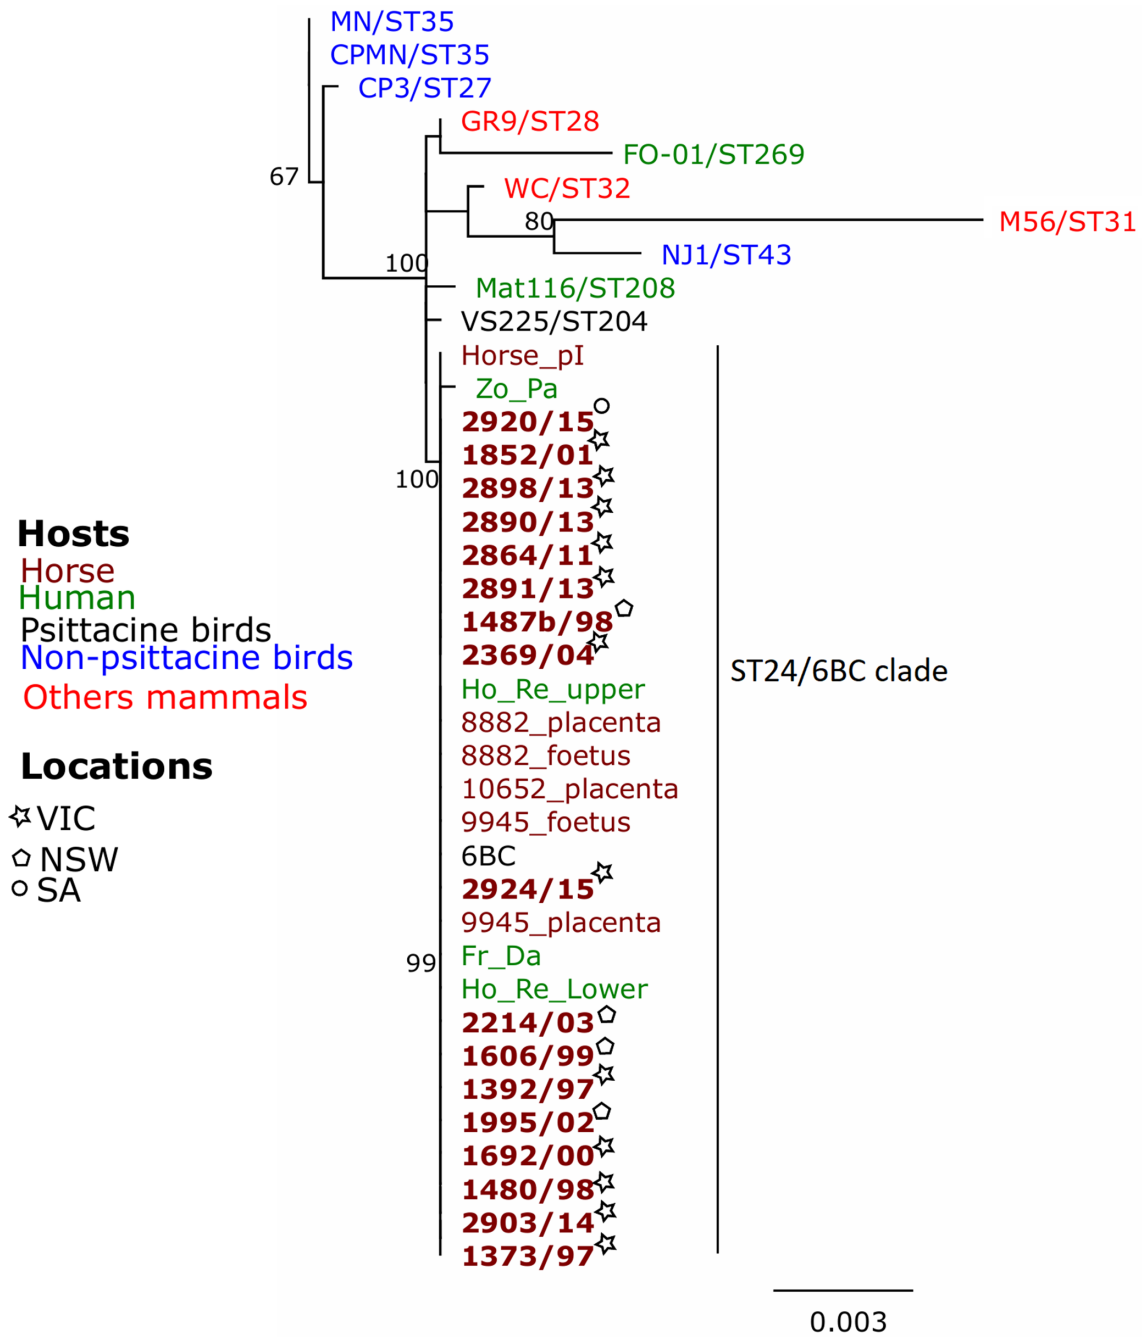 MN/ST35
CPMN/ST35
CP3/ST27
GR9/ST28
FO-01/ST269
67
WC/ST32
80
M56/ST31
NJ1/ST43
100
Mat116/ST208
VS225/ST204
Horse_pI
Zo_Pa
2920/15
1852/01
100
2898/13
2890/13
2864/11
2891/13
1487b/98
2369/04
ST24/6BC clade
Ho_Re_upper
8882_placenta
8882_foetus
10652_placenta
9945_foetus
6BC
2924/15
9945_placenta
Fr_Da
99
Ho_Re_Lower
2214/03
1606/99
1392/97
1995/02
1692/00
1480/98
2903/14
1373/97
Hosts
Horse
Human
Psittacine birds
Non-psittacine birds
Others mammals
Locations
VIC
NSW
SA
0.003